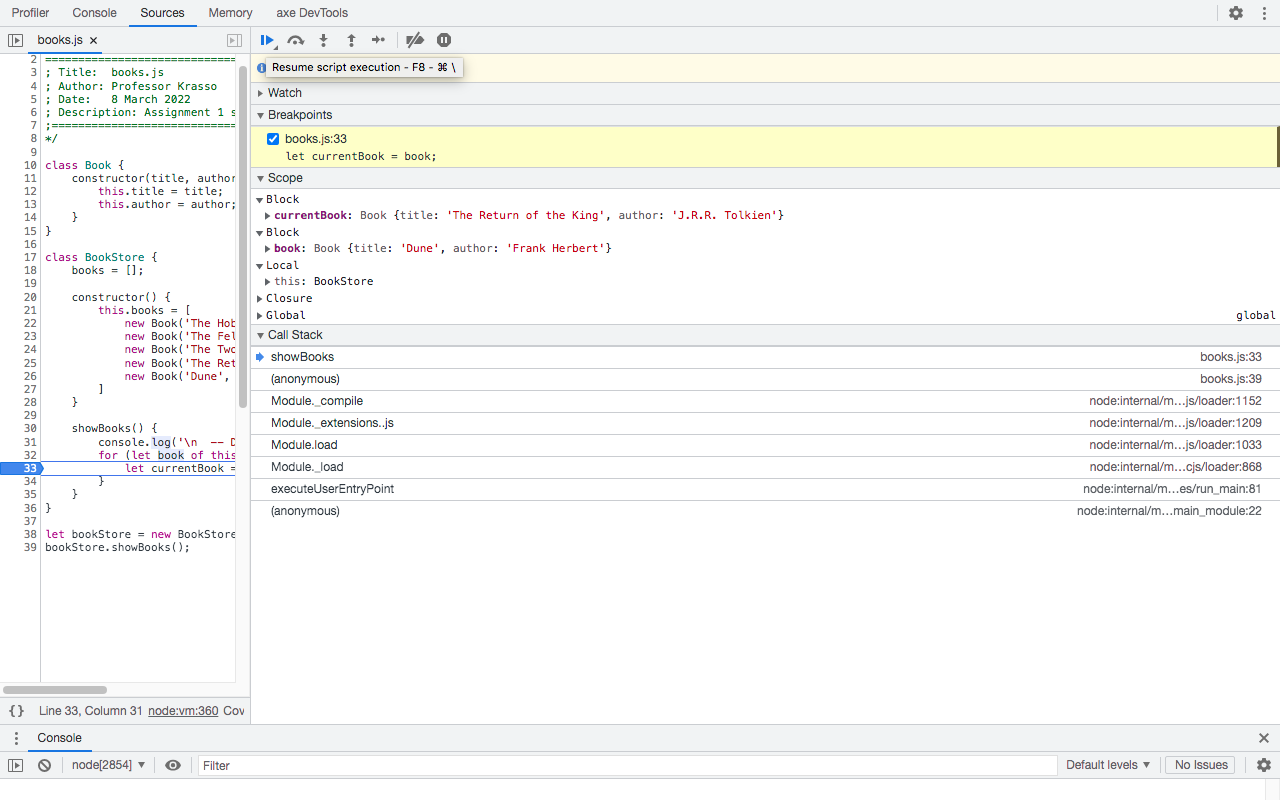 Profiler Console Sources Memory axe DevTools
books.js
Resume script execution - F8 - ⌘ \
2 =============================
3 ; Title:  books.js
4 ; Author: Professor Krasso
5 ; Date:   8 March 2022
6 ; Description: Assignment 1 s
7 ;============================
8 */
9
10 class Book {
11     constructor(title, author
12         this.title = title;
13         this.author = author;
14     }
15 }
16
17 class BookStore {
18     books = [];
19
20     constructor() {
21         this.books = [
22             new Book('The Hob
23             new Book('The Fel
24             new Book('The Two
25             new Book('The Ret
26             new Book('Dune',
27         ]
28     }
29
30     showBooks() {
31         console.log('\n  -- D
32         for (let book of this
33             let currentBook =
34         }
35     }
36 }
37
38 let bookStore = new BookStore
39 bookStore.showBooks();
{} Line 33, Column 31 node:vm:360 Cov
Watch
Breakpoints
books.js:33
let currentBook = book;
Scope
Block
currentBook: Book {title: 'The Return of the King', author: 'J.R.R. Tolkien'}
Block
book: Book {title: 'Dune', author: 'Frank Herbert'}
Local
this: BookStore
Closure
Global global
Call Stack
showBooks books.js:33
(anonymous) books.js:39
Module._compile node:internal/m…js/loader:1152
Module._extensions..js node:internal/m…js/loader:1209
Module.load node:internal/m…js/loader:1033
Module._load node:internal/m…cjs/loader:868
executeUserEntryPoint node:internal/m…es/run_main:81
(anonymous) node:internal/m…main_module:22
Console
node[2854] ▼ Filter Default levels ▼ No Issues